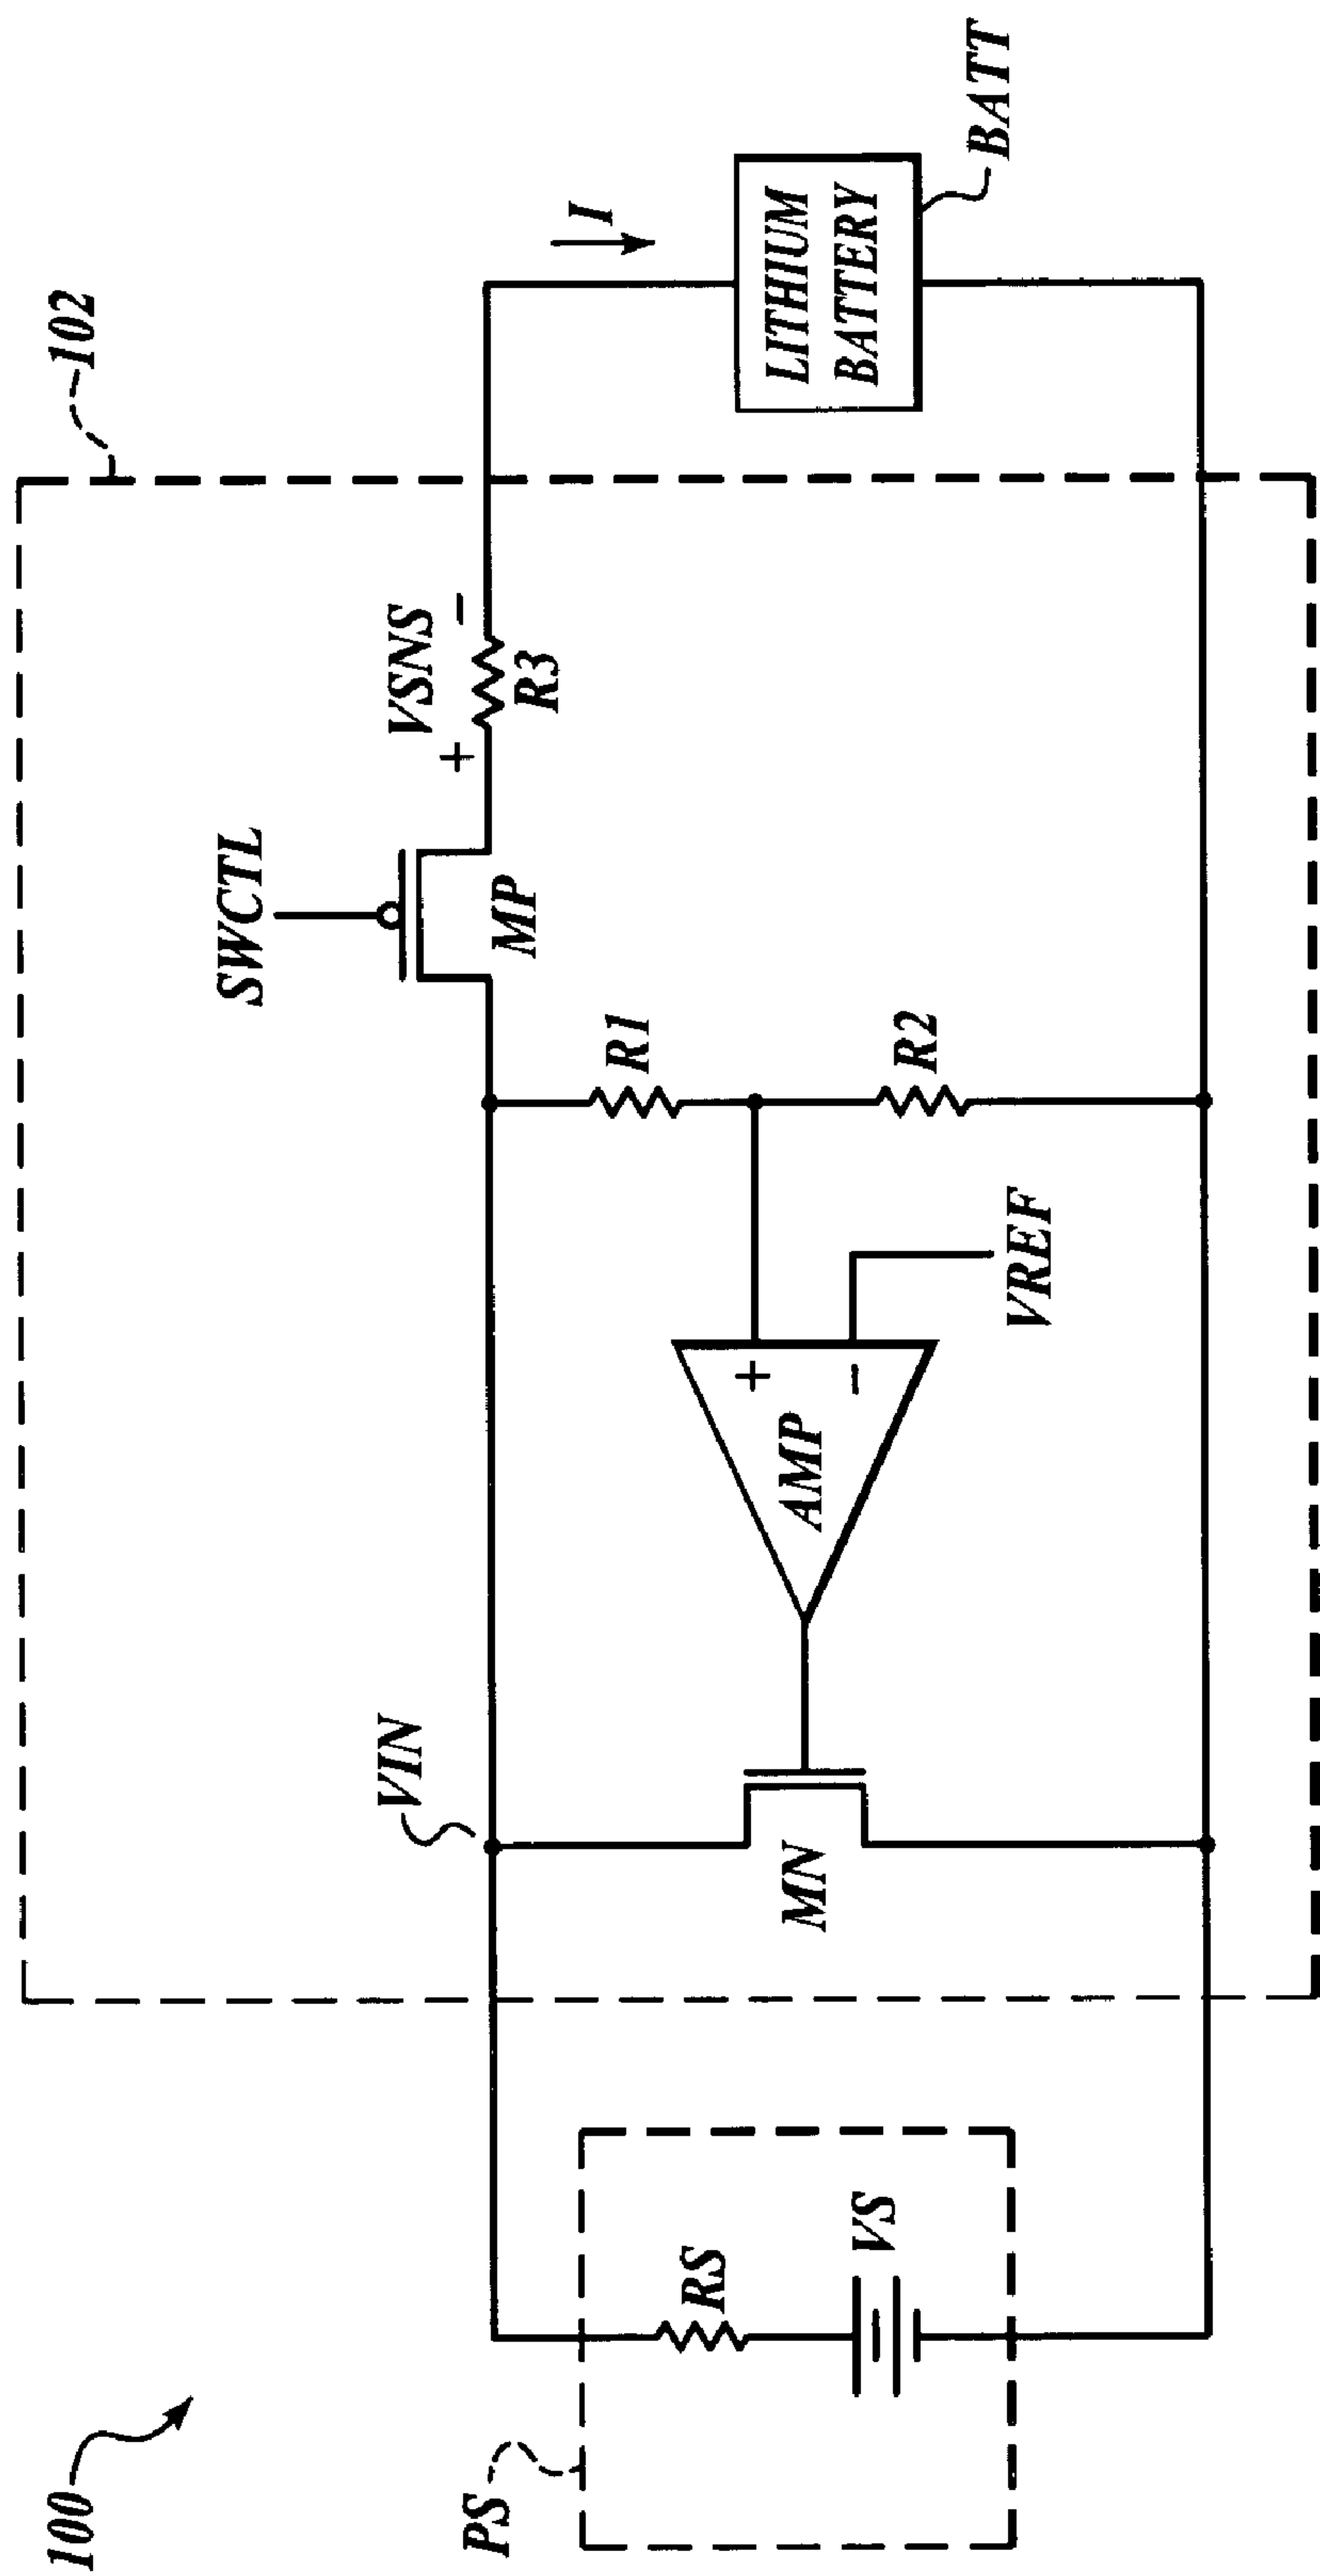 100
102
PS
RS
VS
VIN
MN
AMP
+
-
VREF
R1
R2
SWCTL
MP
VSNS
+
-
R3
I
LITHIUM
BATTERY
BATT